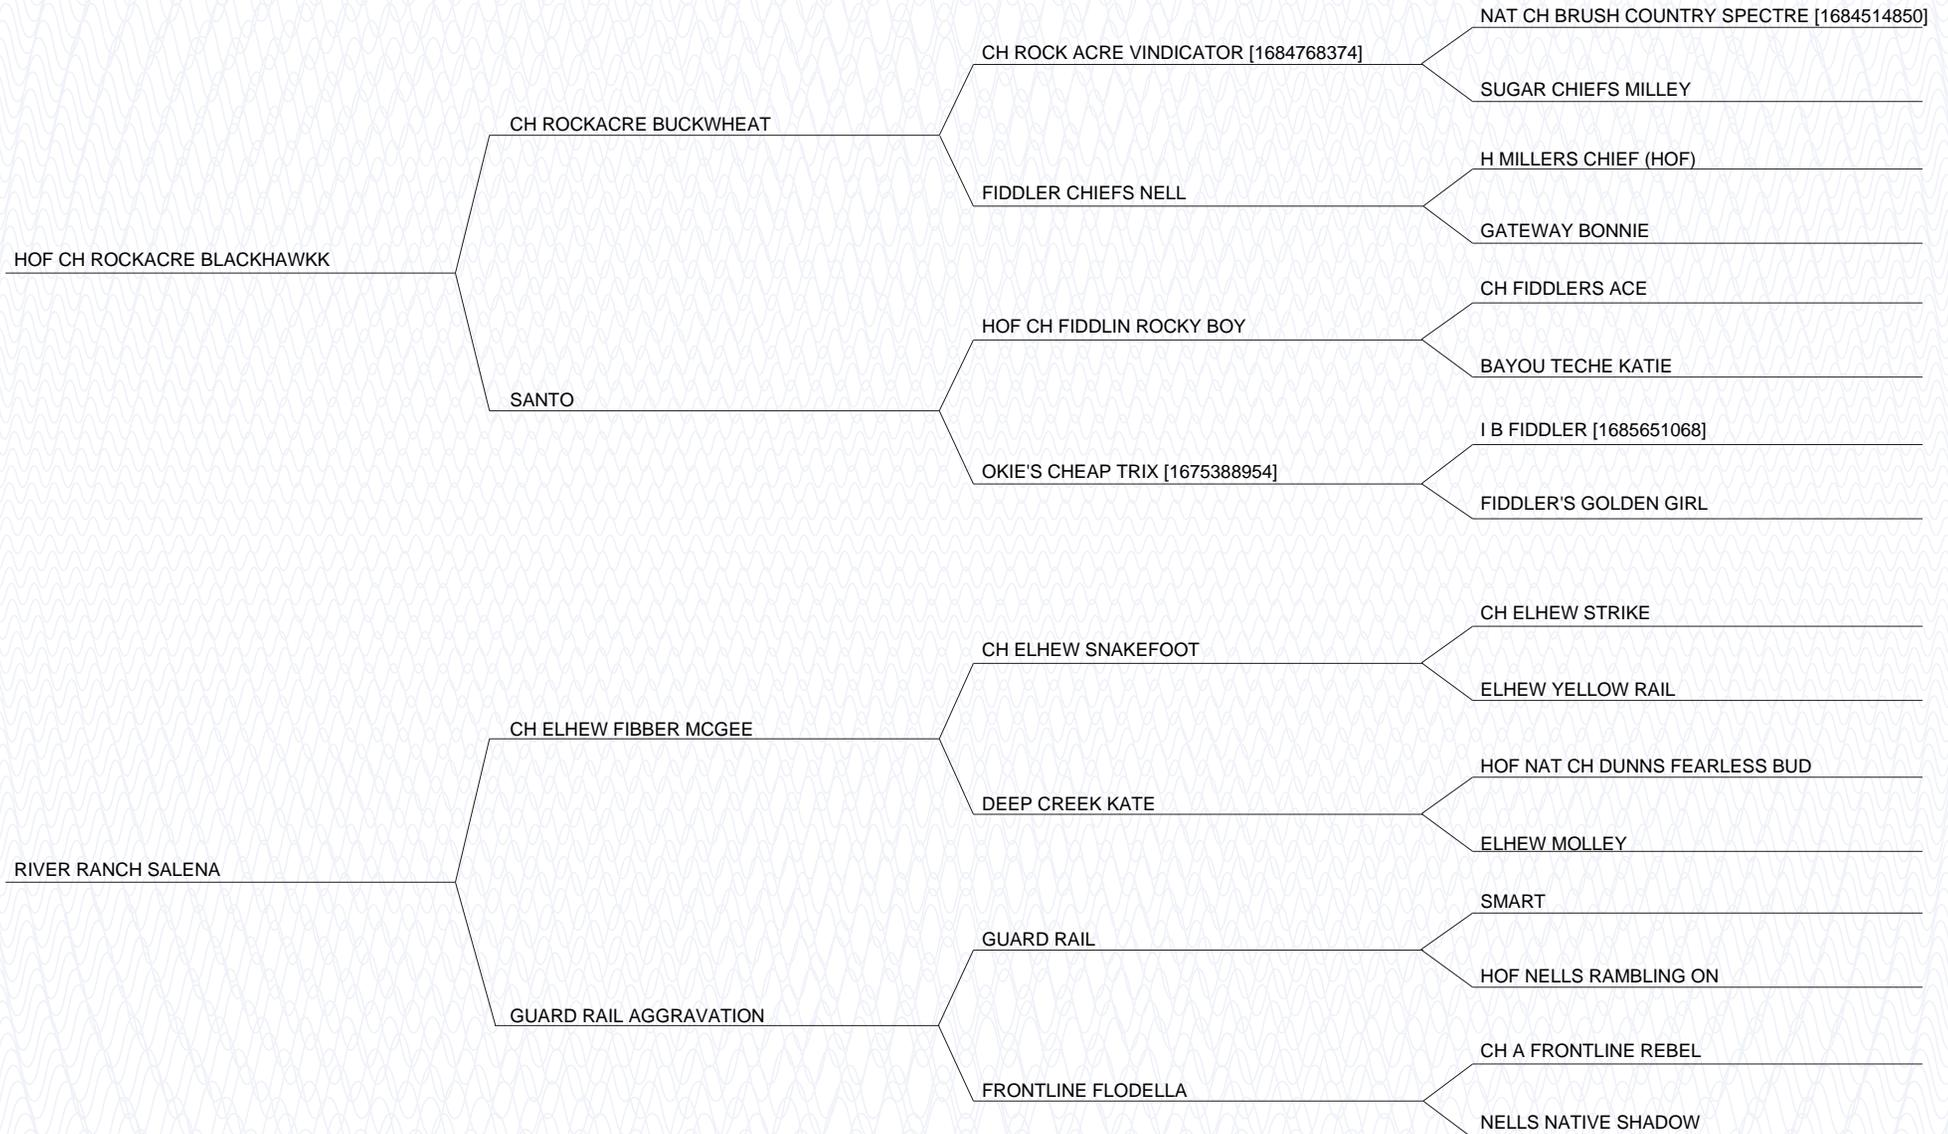 NAT CH BRUSH COUNTRY SPECTRE [1684514850]
CH ROCK ACRE VINDICATOR [1684768374]
SUGAR CHIEFS MILLEY
CH ROCKACRE BUCKWHEAT
H MILLERS CHIEF (HOF)
FIDDLER CHIEFS NELL
GATEWAY BONNIE
HOF CH ROCKACRE BLACKHAWKK
CH FIDDLERS ACE
HOF CH FIDDLIN ROCKY BOY
BAYOU TECHE KATIE
SANTO
I B FIDDLER [1685651068]
OKIE'S CHEAP TRIX [1675388954]
FIDDLER'S GOLDEN GIRL
CH ELHEW STRIKE
CH ELHEW SNAKEFOOT
ELHEW YELLOW RAIL
CH ELHEW FIBBER MCGEE
HOF NAT CH DUNNS FEARLESS BUD
DEEP CREEK KATE
ELHEW MOLLEY
RIVER RANCH SALENA
SMART
GUARD RAIL
HOF NELLS RAMBLING ON
GUARD RAIL AGGRAVATION
CH A FRONTLINE REBEL
FRONTLINE FLODELLA
NELLS NATIVE SHADOW